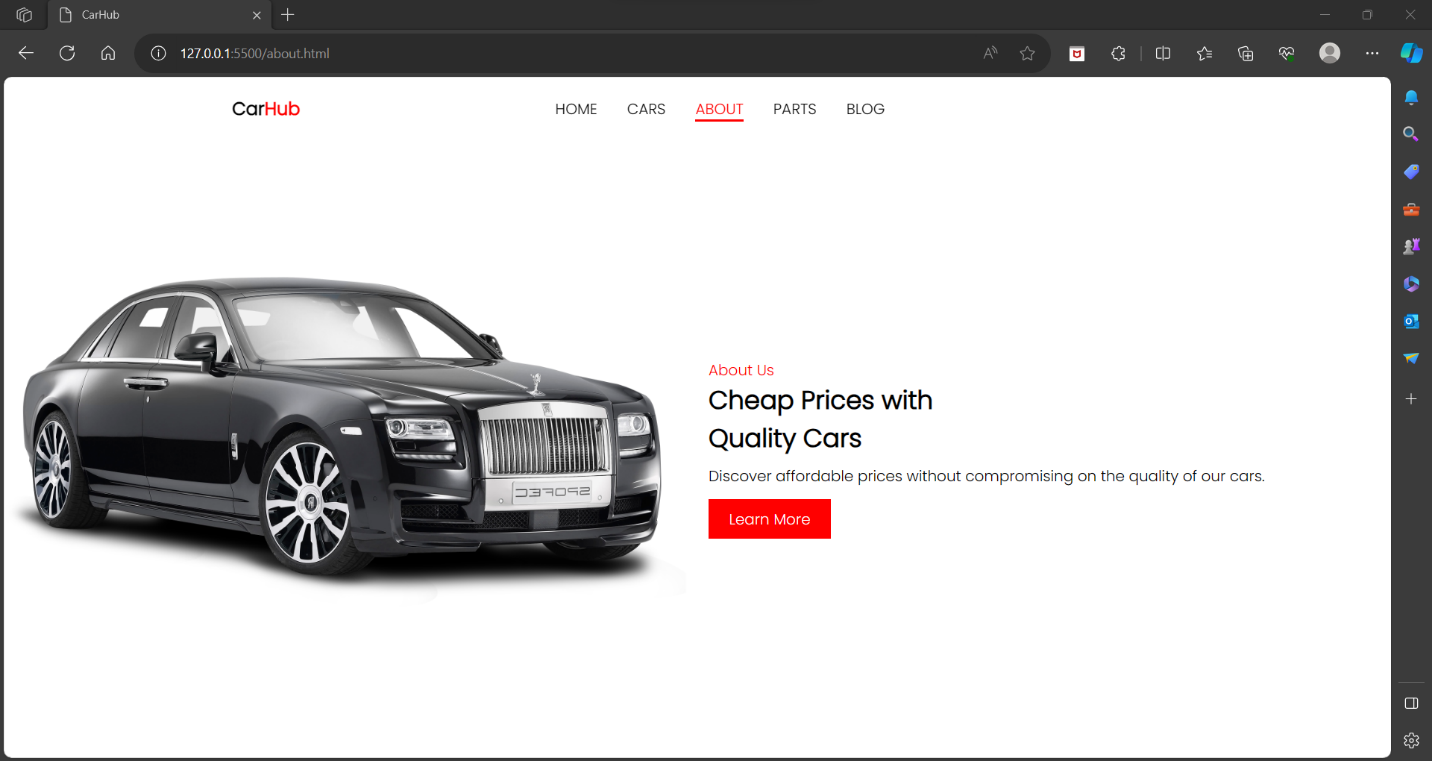 CarHub
127.0.0.1:5500/about.html
CarHub
HOME CARS ABOUT PARTS BLOG
About Us
Cheap Prices with
Quality Cars
Discover affordable prices without compromising on the quality of our cars.
Learn More
SPOFEC